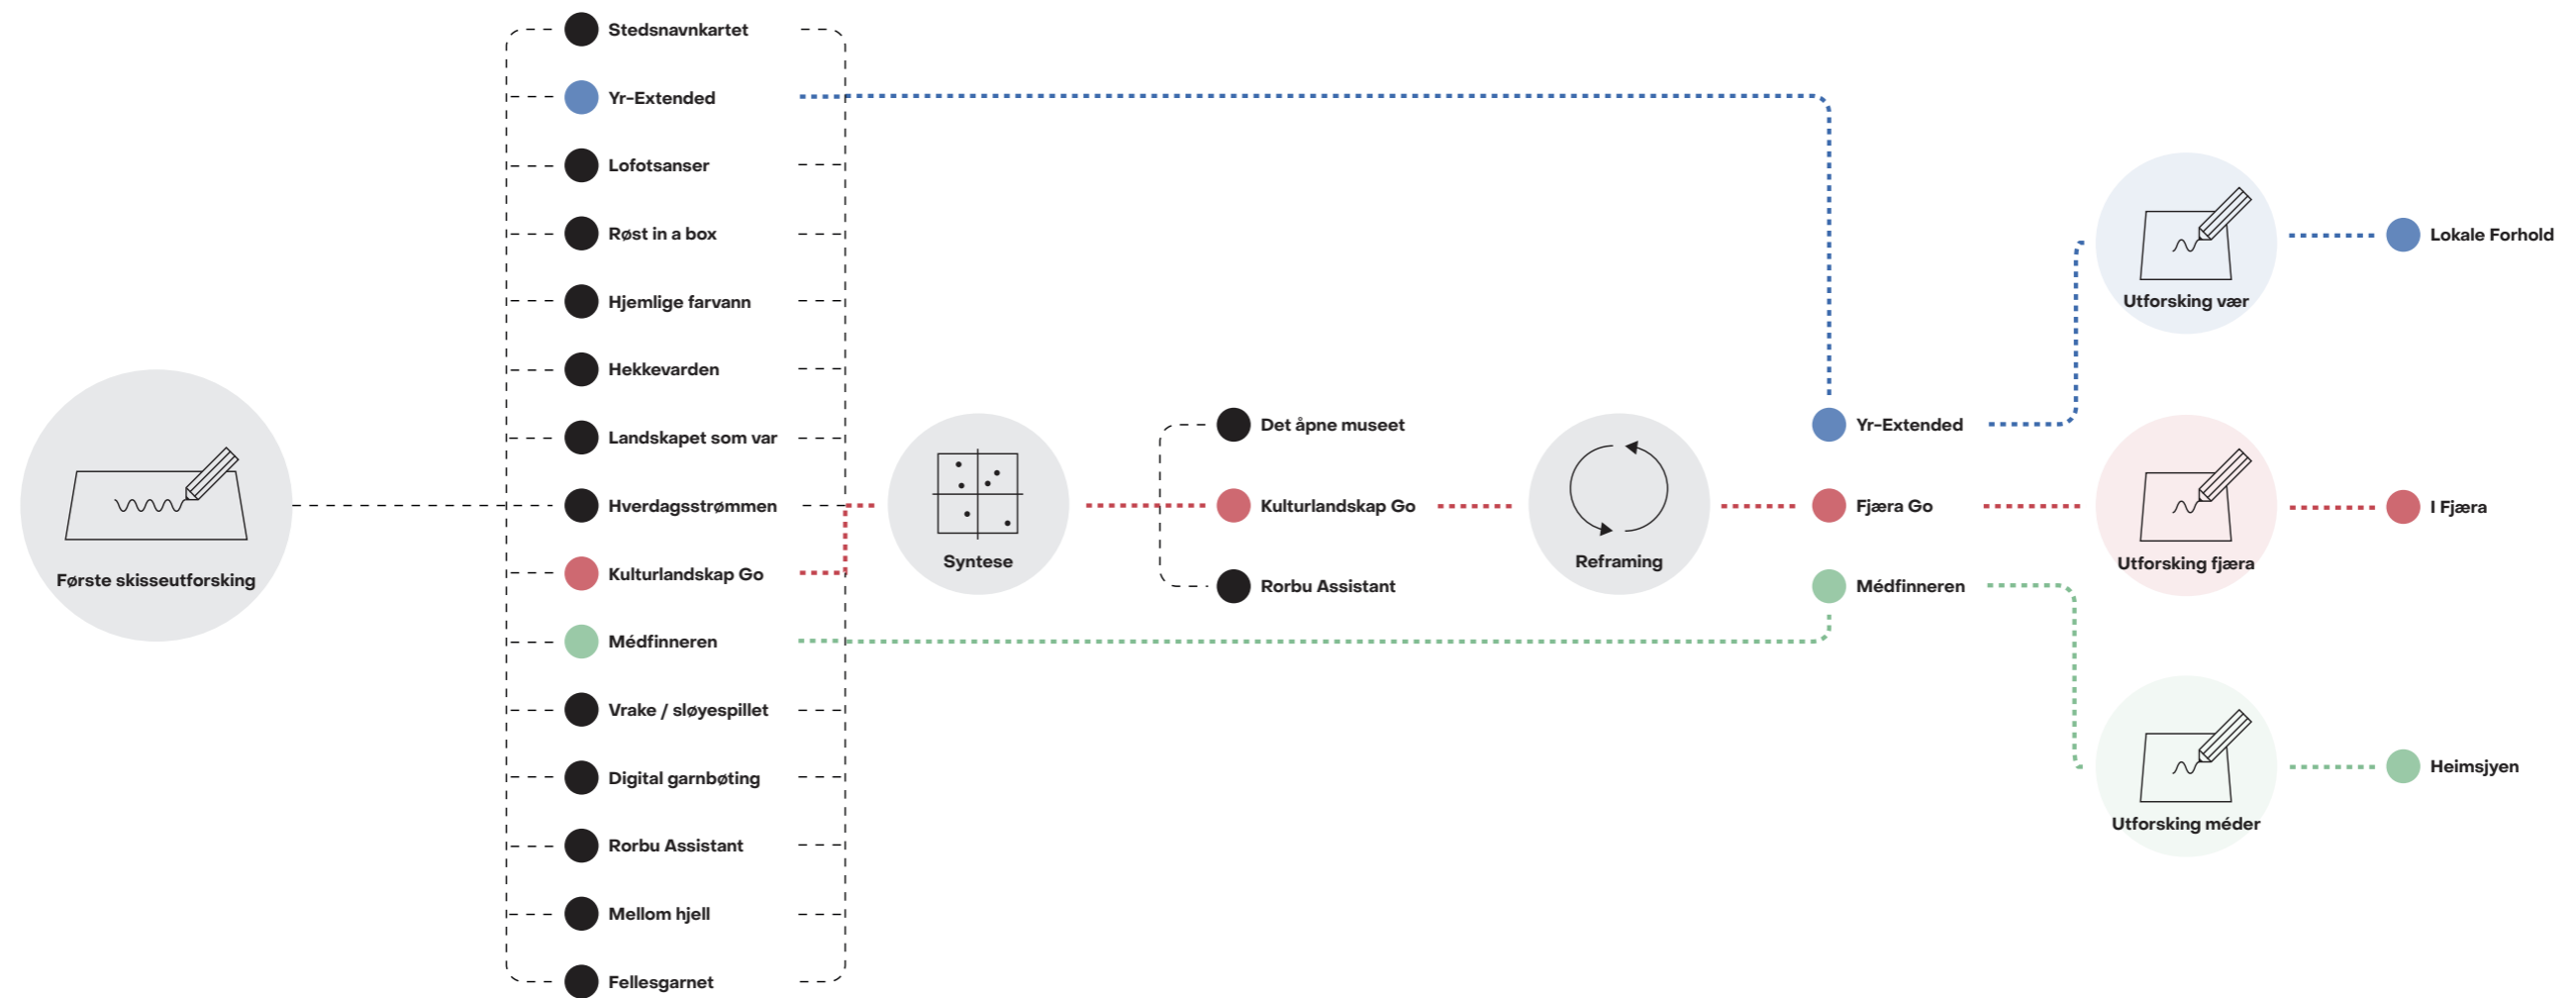 Første skisseutforsking
Stedsnavnkartet
Yr-Extended
Lofotsanser
Røst in a box
Hjemlige farvann
Hekkevarden
Landskapet som var
Hverdagsstrømmen
Kulturlandskap Go
Médfinneren
Vrake / sløyespillet
Digital garnbøting
Rorbu Assistant
Mellom hjell
Fellesgarnet
Syntese
Det åpne museet
Kulturlandskap Go
Rorbu Assistant
Reframing
Yr-Extended
Fjæra Go
Médfinneren
Utforsking vær
Utforsking fjæra
Utforsking méder
Lokale Forhold
I Fjæra
Heimsjyen